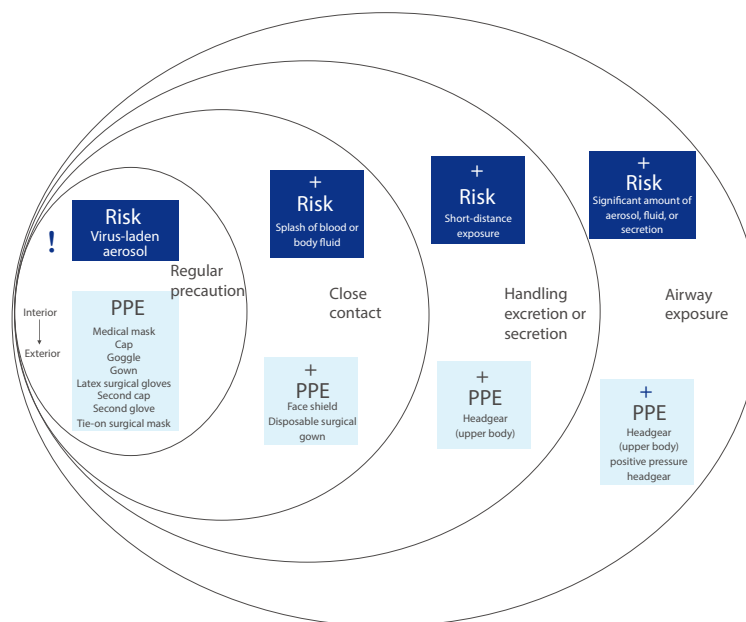 !
Risk
Virus-laden
aerosol
Regular
precaution
Interior
Exterior
PPE
Medical mask
Cap
Goggle
Gown
Latex surgical gloves
Second cap
Second glove
Tie-on surgical mask
+
Risk
Splash of blood or
body fluid
Close
contact
+
PPE
Face shield
Disposable surgical
gown
+
Risk
Short-distance
exposure
Handling
excretion or
secretion
+
PPE
Headgear
(upper body)
+
Risk
Significant amount of
aerosol, fluid, or
secretion
Airway
exposure
+
PPE
Headgear
(upper body)
positive pressure
headgear